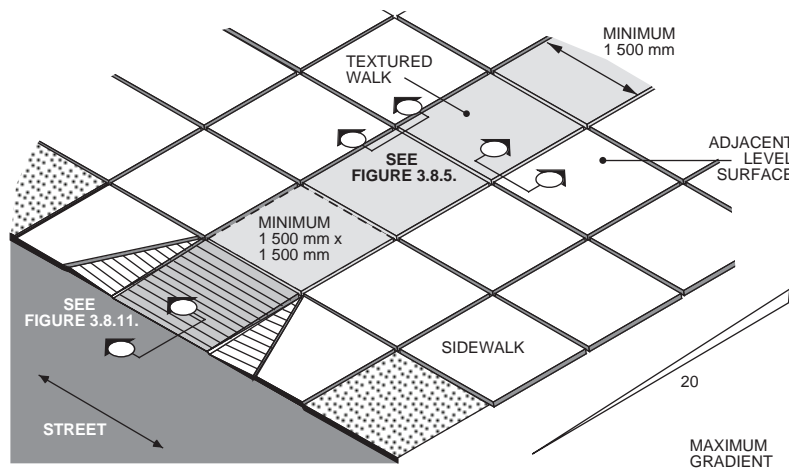 MINIMUM
1 500 mm
TEXTURED
WALK
ADJACENT
LEVEL
SURFACE
SEE
FIGURE 3.8.5.
MINIMUM
1 500 mm x
1 500 mm
SEE
FIGURE 3.8.11.
SIDEWALK
20
STREET
MAXIMUM
GRADIENT